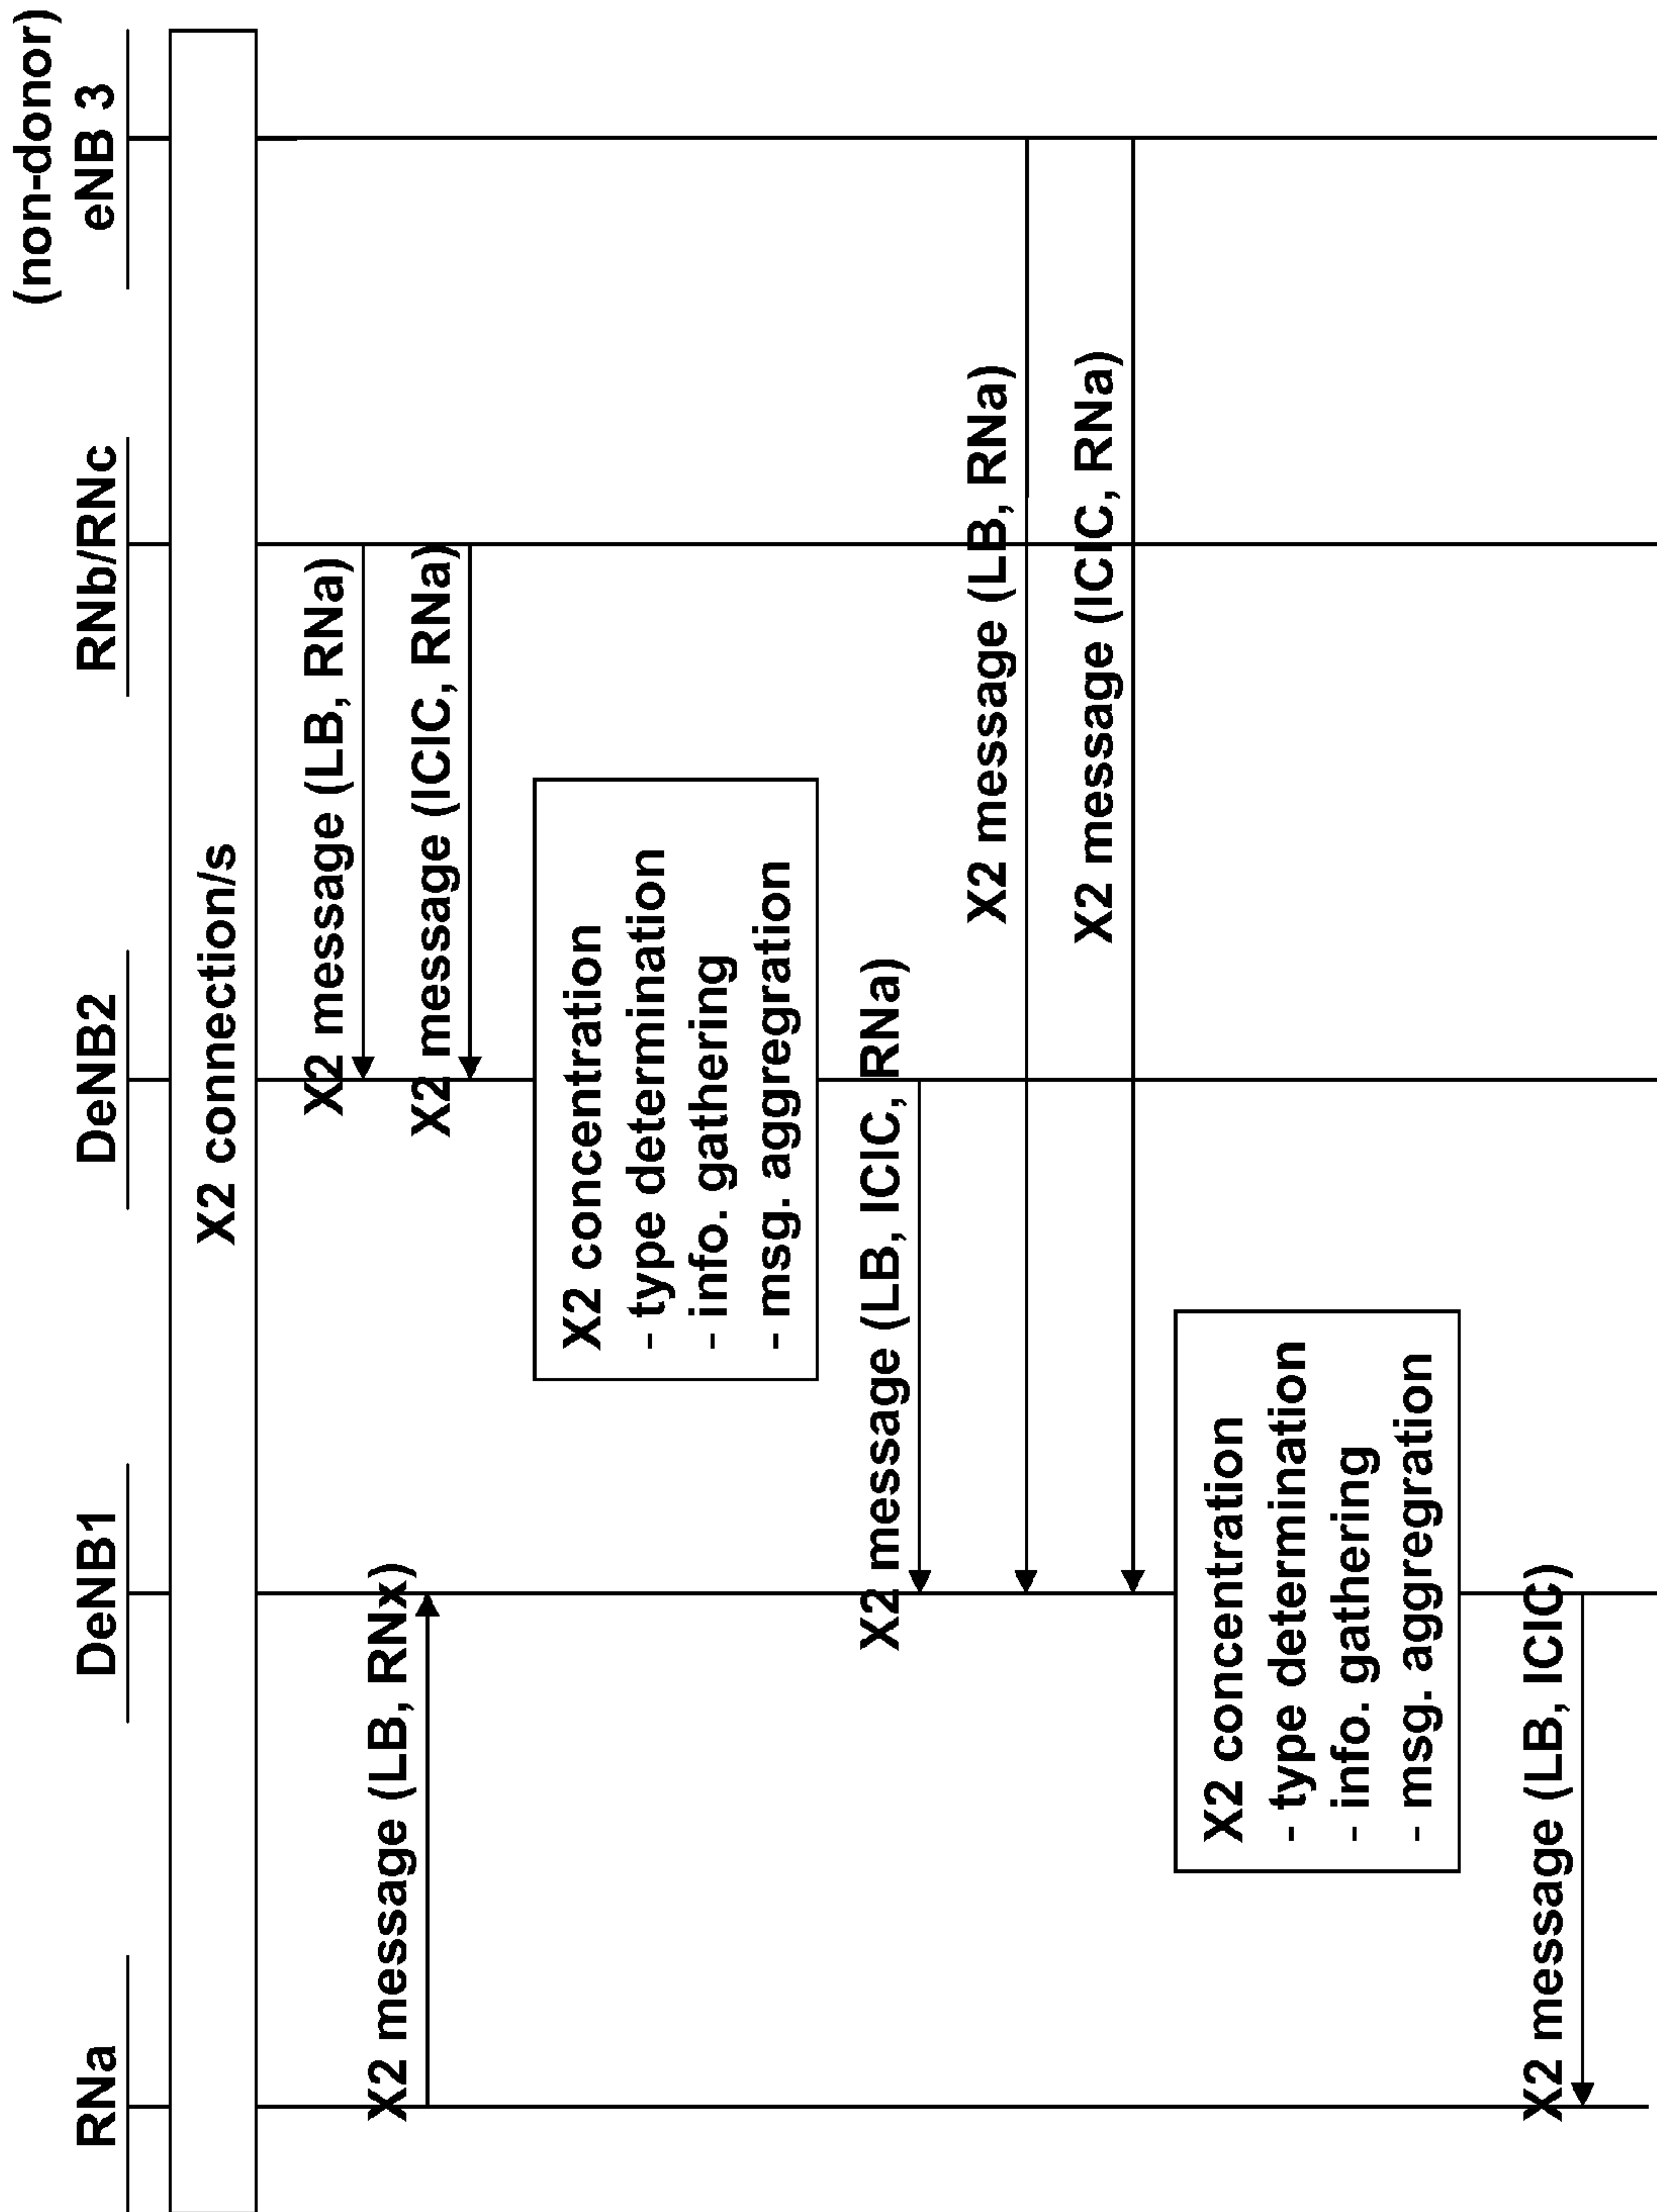 (non-donor)
RNa
DeNB1
DeNB2
RNb/RNc
eNB 3
X2 connection/s
X2 message (LB, RNa)
X2 message (LB, RNx)
X2 message (ICIC, RNa)
X2 concentration
- type determination
- info. gathering
- msg. aggregration
X2 message (LB, ICIC, RNa)
X2 message (LB, RNa)
X2 message (ICIC, RNa)
X2 concentration
- type determination
- info. gathering
- msg. aggregration
X2 message (LB, ICIC)